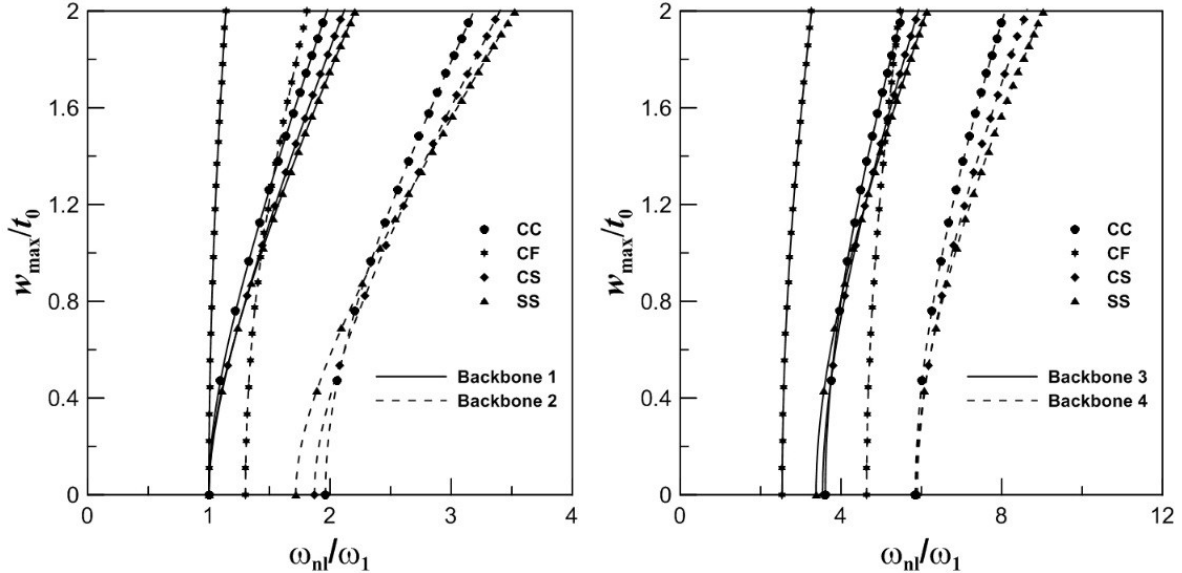 2
1.6
1.2
0.8
0.4
0
w_max/t_0
CC
CF
CS
SS
Backbone 1
Backbone 2
0
1
2
3
4
ω_nl/ω_1
2
1.6
1.2
0.8
0.4
0
w_max/t_0
CC
CF
CS
SS
Backbone 3
Backbone 4
0
4
8
12
ω_nl/ω_1